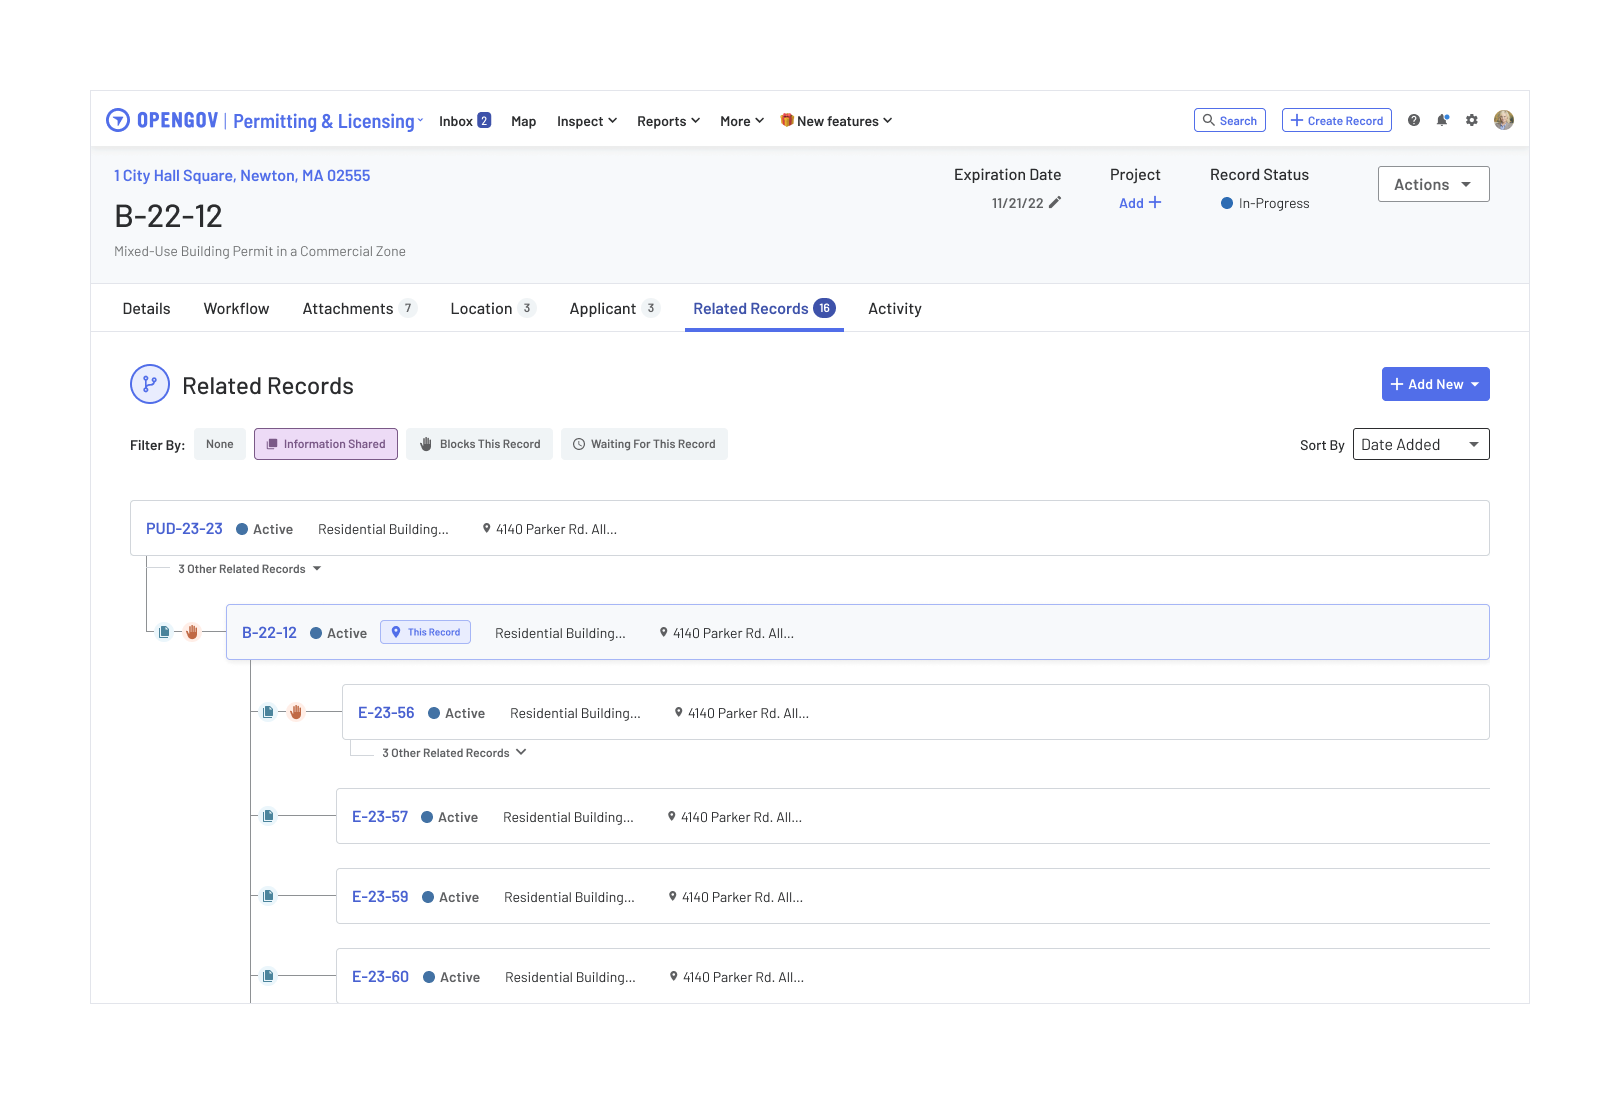 OPENGOV | Permitting & Licensing Inbox 2 Map Inspect Reports More New features Search Create Record
1 City Hall Square, Newton, MA 02555
B-22-12
Mixed-Use Building Permit in a Commercial Zone
Expiration Date Project Record Status Actions
11/21/22 Add In-Progress
Details Workflow Attachments 7 Location 3 Applicant 3 Related Records 16 Activity
Related Records Add New
Filter By: None Information Shared Blocks This Record Waiting For This Record Sort By Date Added
PUD-23-23 Active Residential Building... 4140 Parker Rd. All...
3 Other Related Records
B-22-12 Active This Record Residential Building... 4140 Parker Rd. All...
E-23-56 Active Residential Building... 4140 Parker Rd. All...
3 Other Related Records
E-23-57 Active Residential Building... 4140 Parker Rd. All...
E-23-59 Active Residential Building... 4140 Parker Rd. All...
E-23-60 Active Residential Building... 4140 Parker Rd. All...